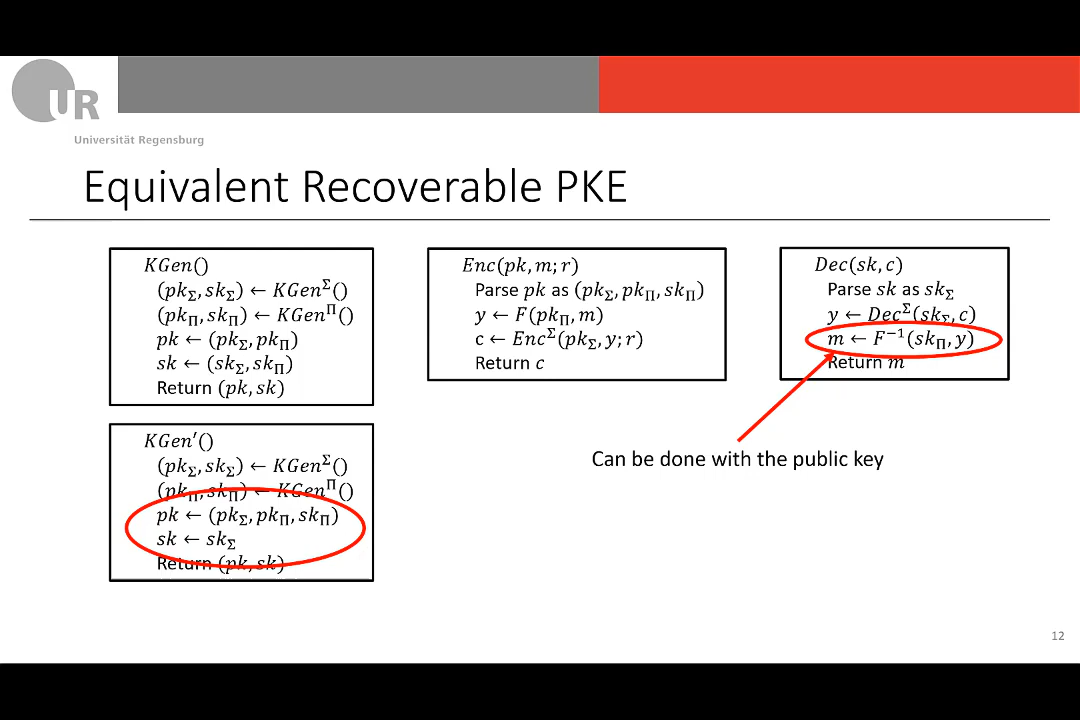 UR
Universität Regensburg
Equivalent Recoverable PKE
KGen()
(pk_Σ, sk_Σ) ← KGen^Σ()
(pk_Π, sk_Π) ← KGen^Π()
pk ← (pk_Σ, pk_Π)
sk ← (sk_Σ, sk_Π)
Return (pk, sk)
KGen′()
(pk_Σ, sk_Σ) ← KGen^Σ()
(pk_Π, sk_Π) ← KGen^Π()
pk ← (pk_Σ, pk_Π, sk_Π)
sk ← sk_Σ
Return (pk, sk)
Enc(pk, m; r)
Parse pk as (pk_Σ, pk_Π, sk_Π)
y ← F(pk_Π, m)
c ← Enc^Σ(pk_Σ, y; r)
Return c
Dec(sk, c)
Parse sk as sk_Σ
y ← Dec^Σ(sk_Σ, c)
m ← F^−1(sk_Π, y)
Return m
Can be done with the public key
12